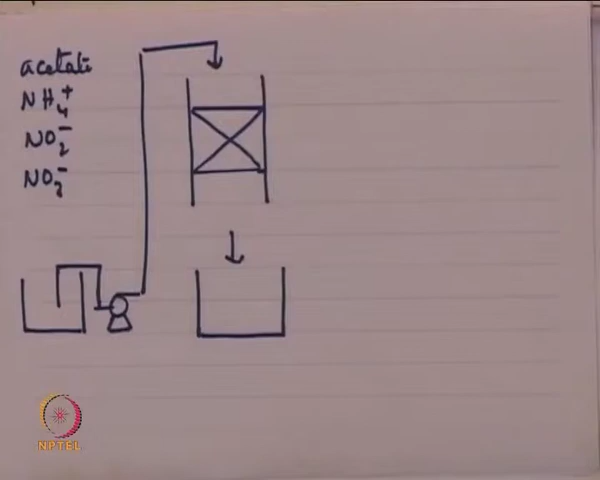 acetate
NH₄⁺
NO₂⁻
NO₃⁻
NPTEL